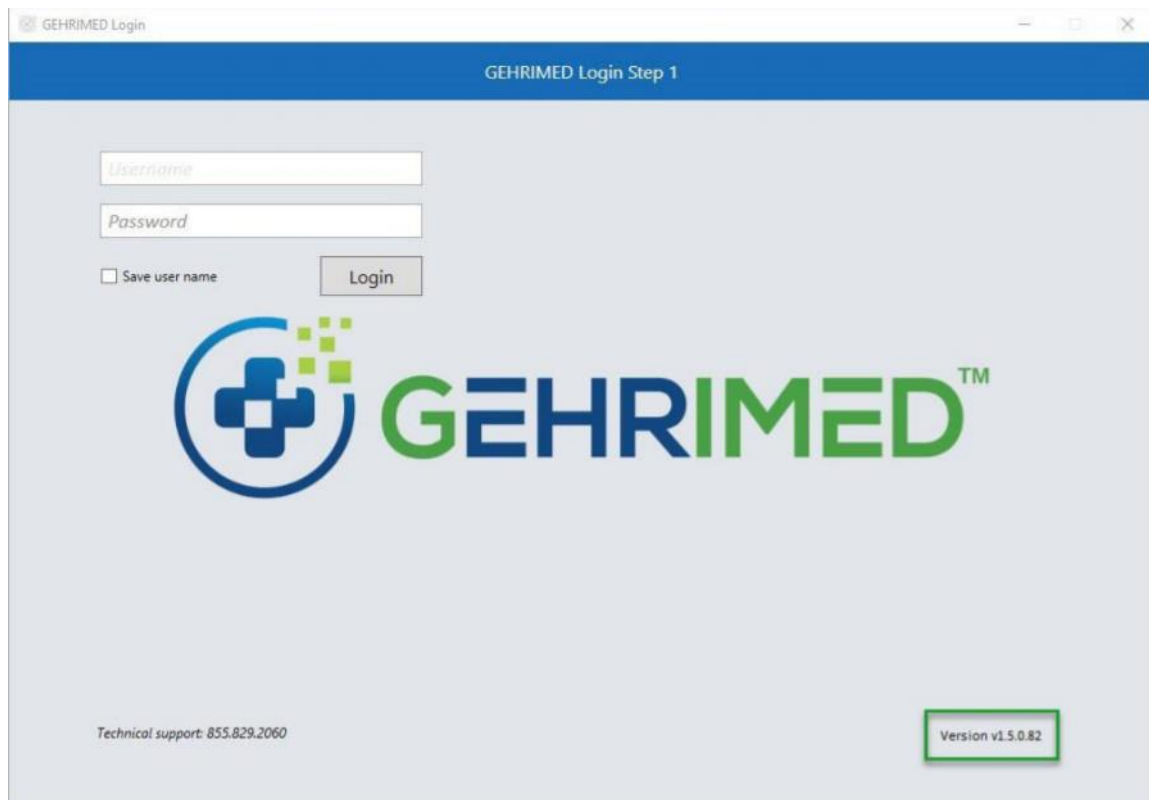 GEHRIMED Login
GEHRIMED Login Step 1
Username
Password
Save user name
Login
GEHRIMED™
Technical support: 855.829.2060
Version v1.5.0.82